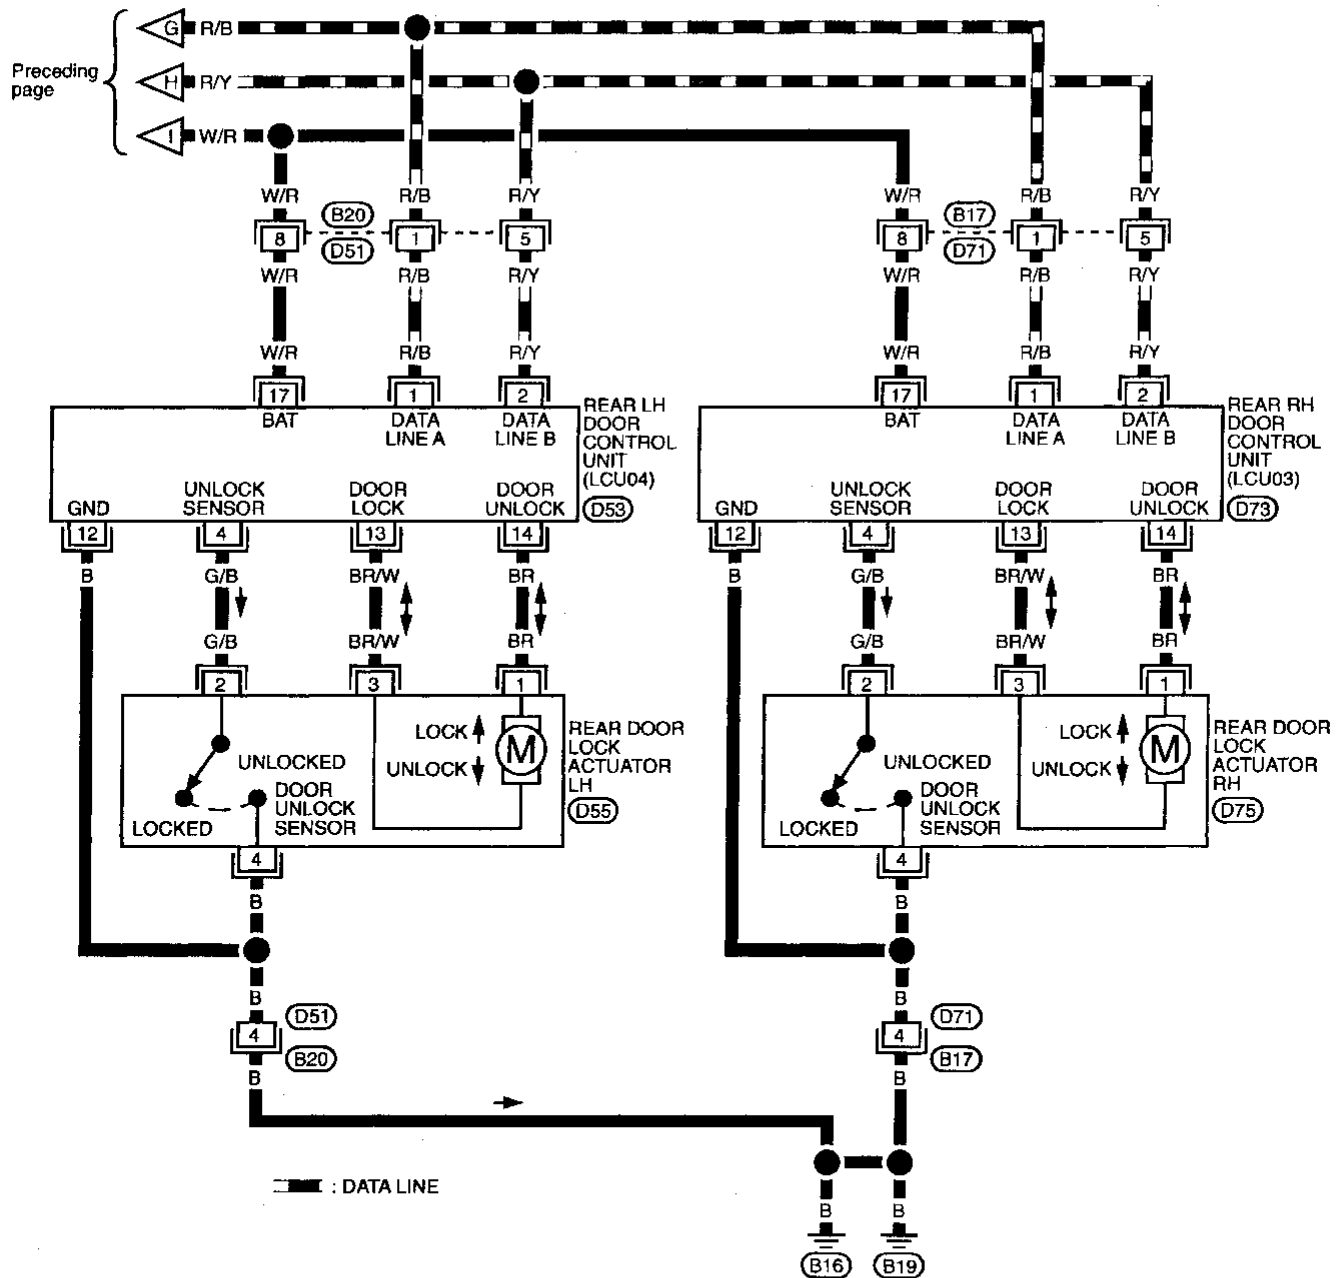 G R/B
Preceding
page
H R/Y
I W/R
W/R R/B R/Y W/R R/B R/Y
B20 B17
8 1 5 8 1 5
D51 D71
W/R R/B R/Y W/R R/B R/Y
W/R R/B R/Y W/R R/B R/Y
17 1 2 17 1 2
BAT DATA LINE A DATA LINE B
REAR LH
DOOR
CONTROL
UNIT
(LCU04)
D53
BAT DATA LINE A DATA LINE B
REAR RH
DOOR
CONTROL
UNIT
(LCU03)
D73
GND UNLOCK SENSOR DOOR LOCK DOOR UNLOCK
GND UNLOCK SENSOR DOOR LOCK DOOR UNLOCK
12 4 13 14 12 4 13 14
B G/B BR/W BR B G/B BR/W BR
G/B BR/W BR G/B BR/W BR
2 3 1 2 3 1
LOCK
UNLOCK
M
UNLOCKED
DOOR
UNLOCK
SENSOR
LOCKED
REAR DOOR
LOCK
ACTUATOR
LH
D55
LOCK
UNLOCK
M
UNLOCKED
DOOR
UNLOCK
SENSOR
LOCKED
REAR DOOR
LOCK
ACTUATOR
RH
D75
4 4
B B
B B
D51 D71
4 4
B20 B17
B B
: DATA LINE
B B
B16 B19